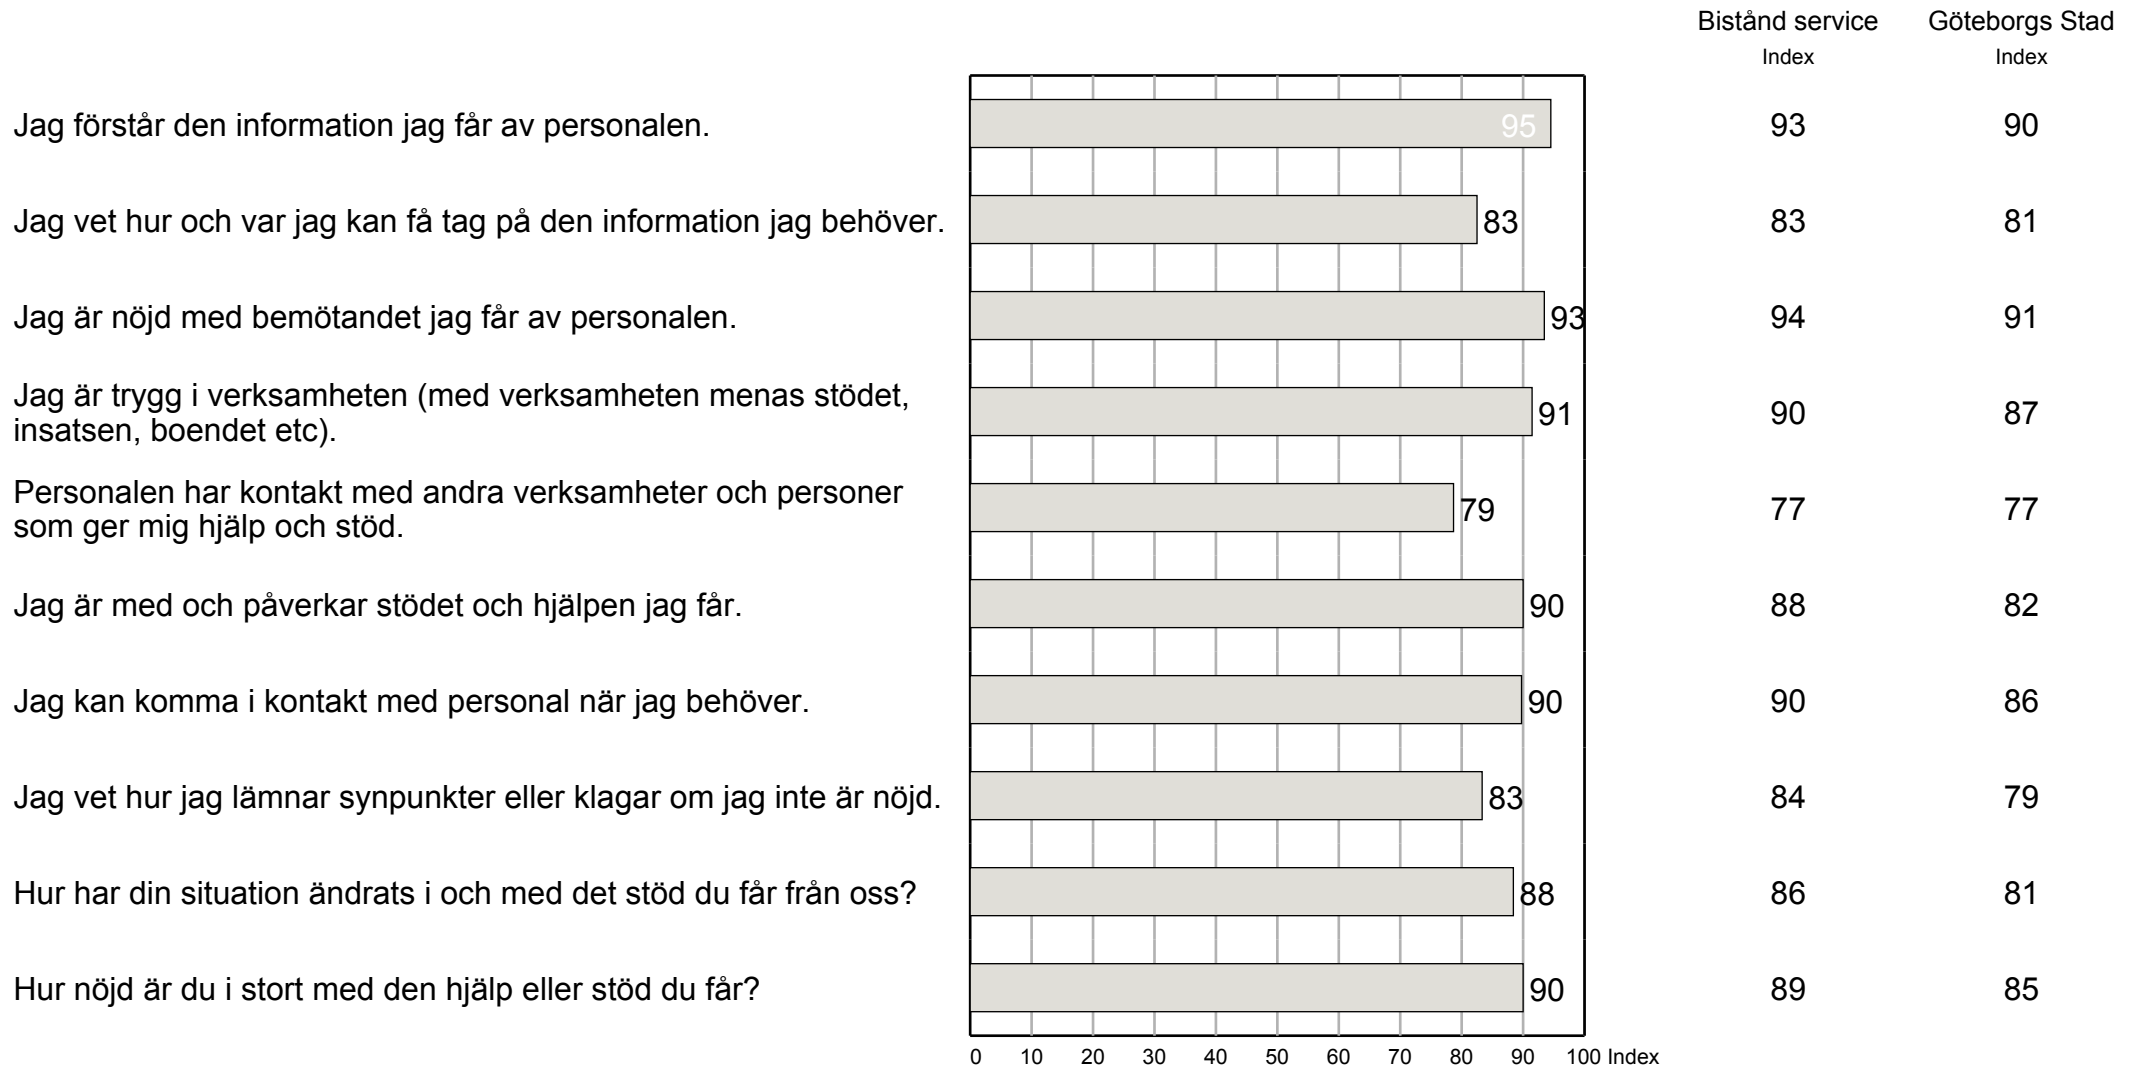 Bistånd service Göteborgs Stad
Index Index
Jag förstår den information jag får av personalen. 95 93 90
Jag vet hur och var jag kan få tag på den information jag behöver. 83 83 81
Jag är nöjd med bemötandet jag får av personalen. 93 94 91
Jag är trygg i verksamheten (med verksamheten menas stödet,
insatsen, boendet etc). 91 90 87
Personalen har kontakt med andra verksamheter och personer
som ger mig hjälp och stöd. 79 77 77
Jag är med och påverkar stödet och hjälpen jag får. 90 88 82
Jag kan komma i kontakt med personal när jag behöver. 90 90 86
Jag vet hur jag lämnar synpunkter eller klagar om jag inte är nöjd. 83 84 79
Hur har din situation ändrats i och med det stöd du får från oss? 88 86 81
Hur nöjd är du i stort med den hjälp eller stöd du får? 90 89 85
0 10 20 30 40 50 60 70 80 90 100 Index